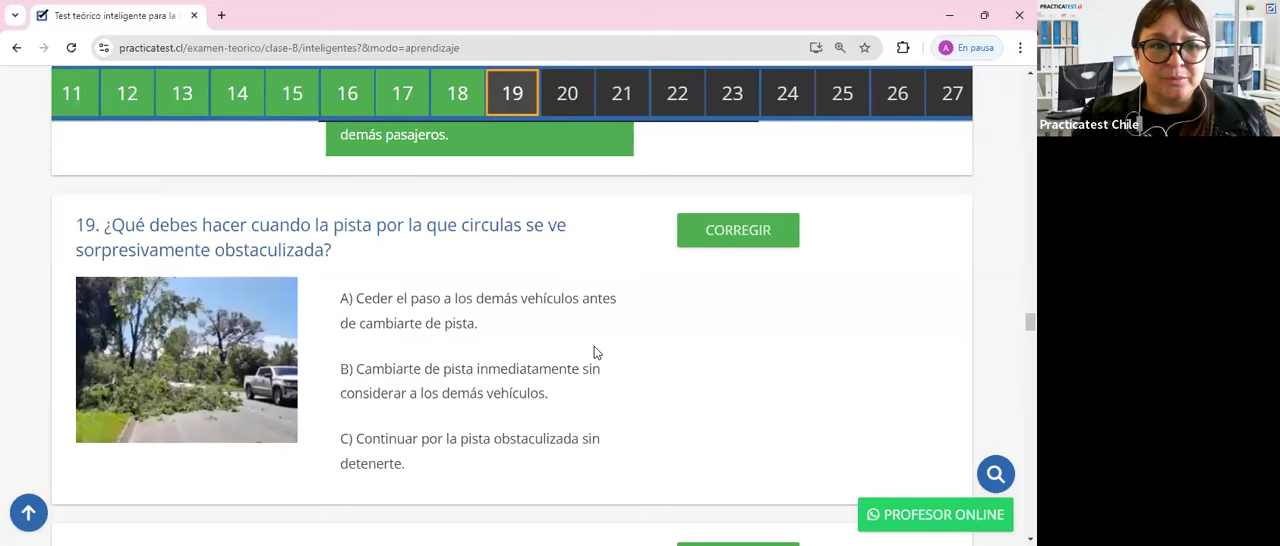 Test teórico inteligente para la
practicatest.cl/examen-teorico/clase-B/inteligentes?&modo=aprendizaje
A
En pausa
PRACTICATEST.cl
Practicatest Chile
11 12 13 14 15 16 17 18 19 20 21 22 23 24 25 26 27
demás pasajeros.
19. ¿Qué debes hacer cuando la pista por la que circulas se ve
sorpresivamente obstaculizada?
CORREGIR
A) Ceder el paso a los demás vehículos antes
de cambiarte de pista.
B) Cambiarte de pista inmediatamente sin
considerar a los demás vehículos.
C) Continuar por la pista obstaculizada sin
detenerte.
PROFESOR ONLINE